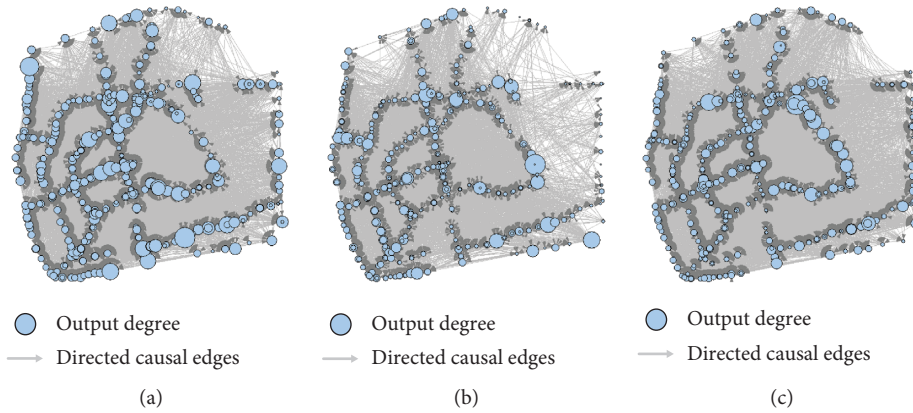 Output degree
Directed causal edges
(a)
Output degree
Directed causal edges
(b)
Output degree
Directed causal edges
(c)